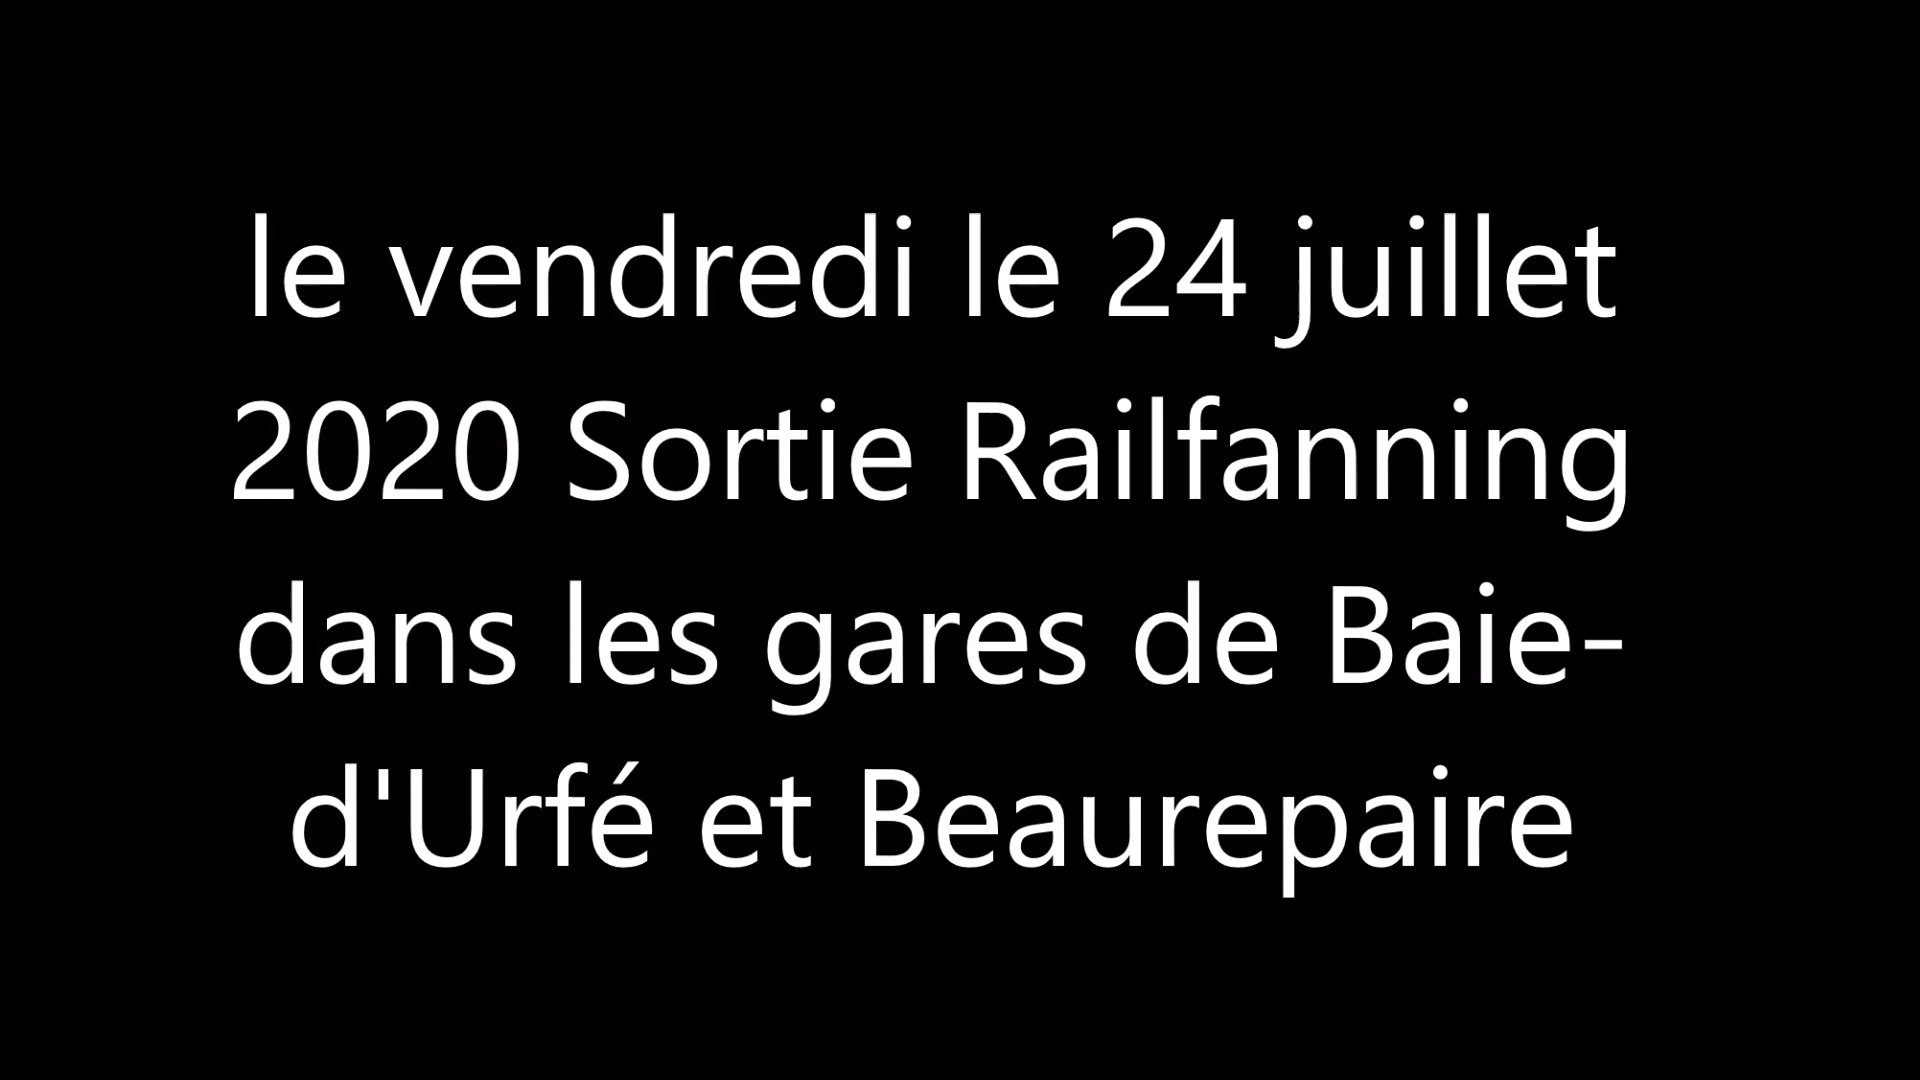 le vendredi le 24 juillet
2020 Sortie Railfanning
dans les gares de Baie-
d'Urfé et Beaurepaire